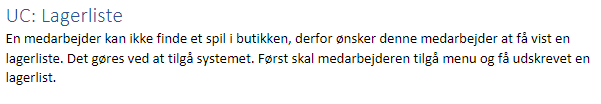 UC: Lagerliste
En medarbejder kan ikke finde et spil i butikken, derfor ønsker denne medarbejder at få vist en
lagerliste. Det gøres ved at tilgå systemet. Først skal medarbejderen tilgå menu og få udskrevet en
lagerlist.